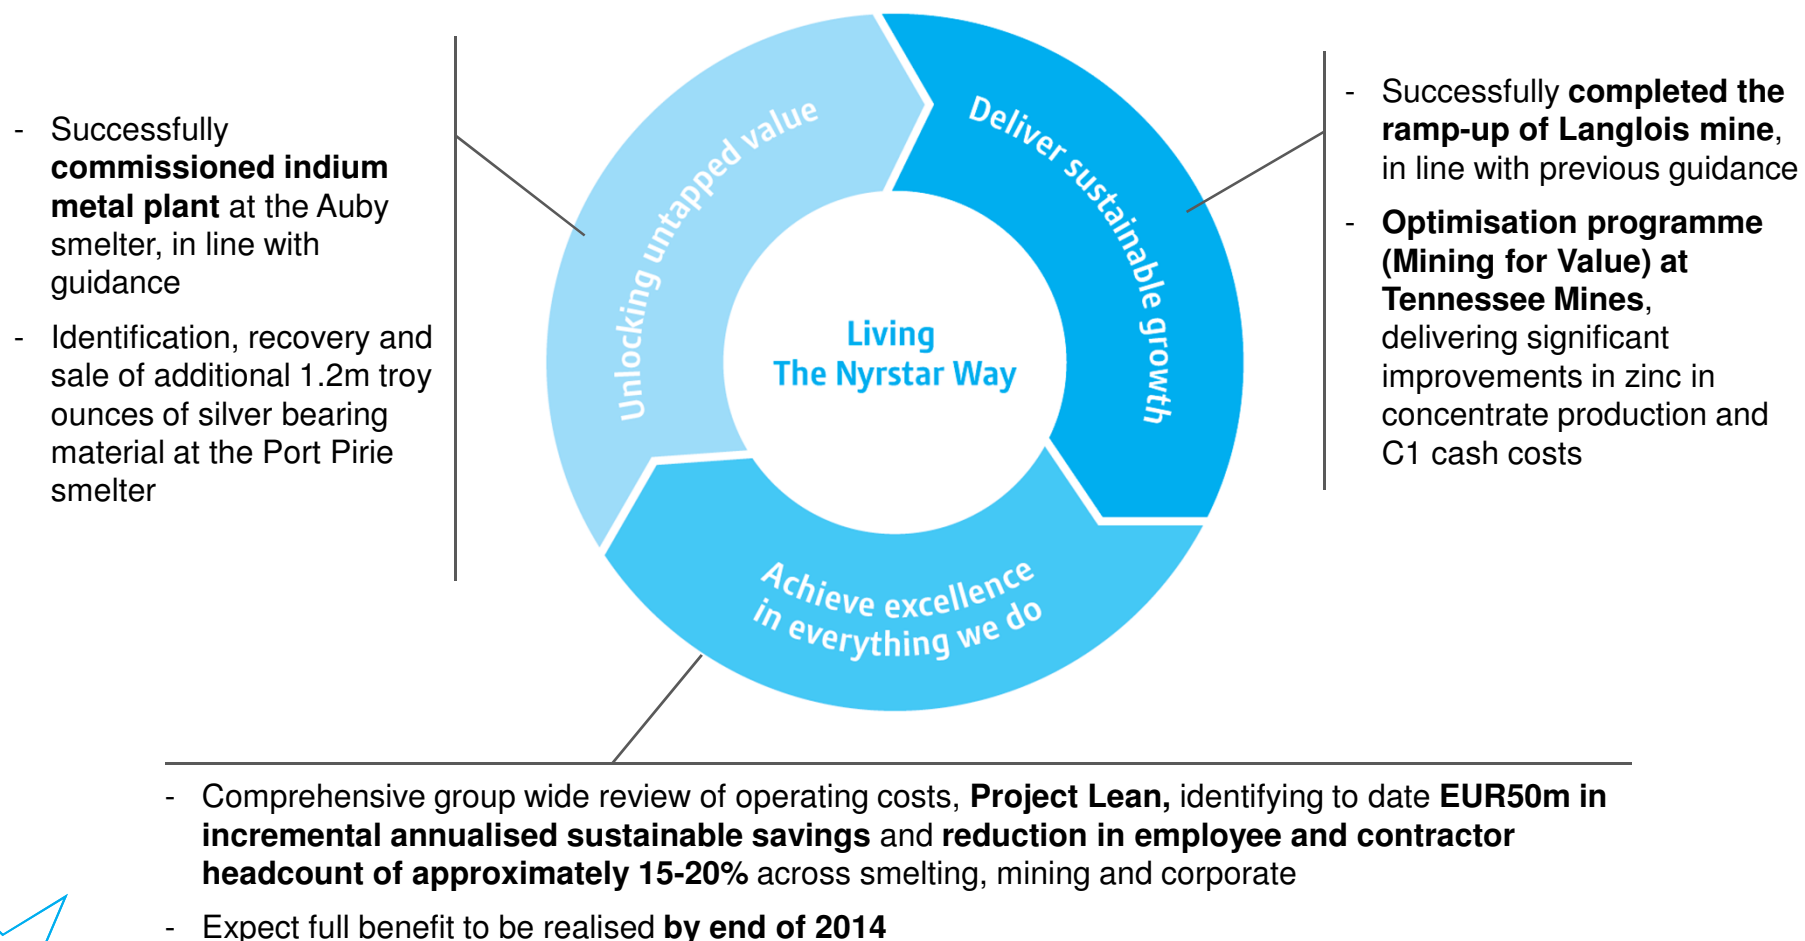 - Successfully
commissioned indium
metal plant at the Auby
smelter, in line with
guidance
- Identification, recovery and
sale of additional 1.2m troy
ounces of silver bearing
material at the Port Pirie
smelter
Unlocking untapped value
Deliver sustainable growth
Living
The Nyrstar Way
Achieve excellence
in everything we do
- Successfully completed the
ramp-up of Langlois mine,
in line with previous guidance
- Optimisation programme
(Mining for Value) at
Tennessee Mines,
delivering significant
improvements in zinc in
concentrate production and
C1 cash costs
- Comprehensive group wide review of operating costs, Project Lean, identifying to date EUR50m in
incremental annualised sustainable savings and reduction in employee and contractor
headcount of approximately 15-20% across smelting, mining and corporate
- Expect full benefit to be realised by end of 2014